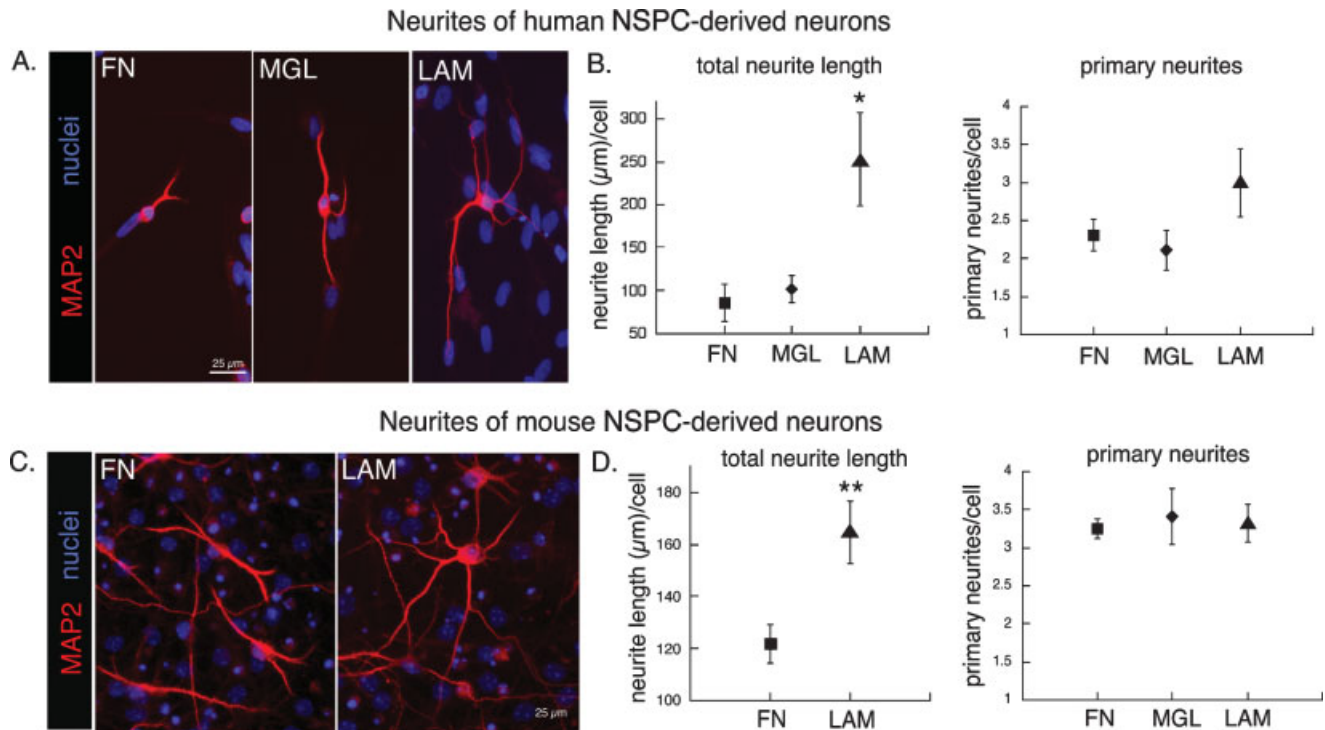 Neurites of human NSPC-derived neurons
A.
MAP2 nuclei
FN
MGL
LAM
25 µm
B.
total neurite length
neurite length (µm)/cell
300
250
200
150
100
50
*
FN MGL LAM
primary neurites
primary neurites/cell
4
3.5
3
2.5
2
1.5
1
FN MGL LAM
Neurites of mouse NSPC-derived neurons
C.
MAP2 nuclei
FN
LAM
25 µm
D.
total neurite length
neurite length (µm)/cell
180
160
140
120
100
**
FN LAM
primary neurites
primary neurites/cell
4
3.5
3
2.5
2
1.5
1
FN MGL LAM